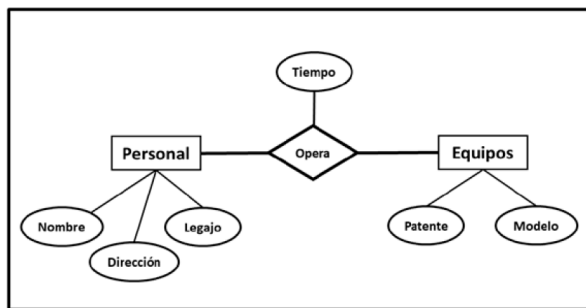 Tiempo
Personal
Opera
Equipos
Nombre
Dirección
Legajo
Patente
Modelo